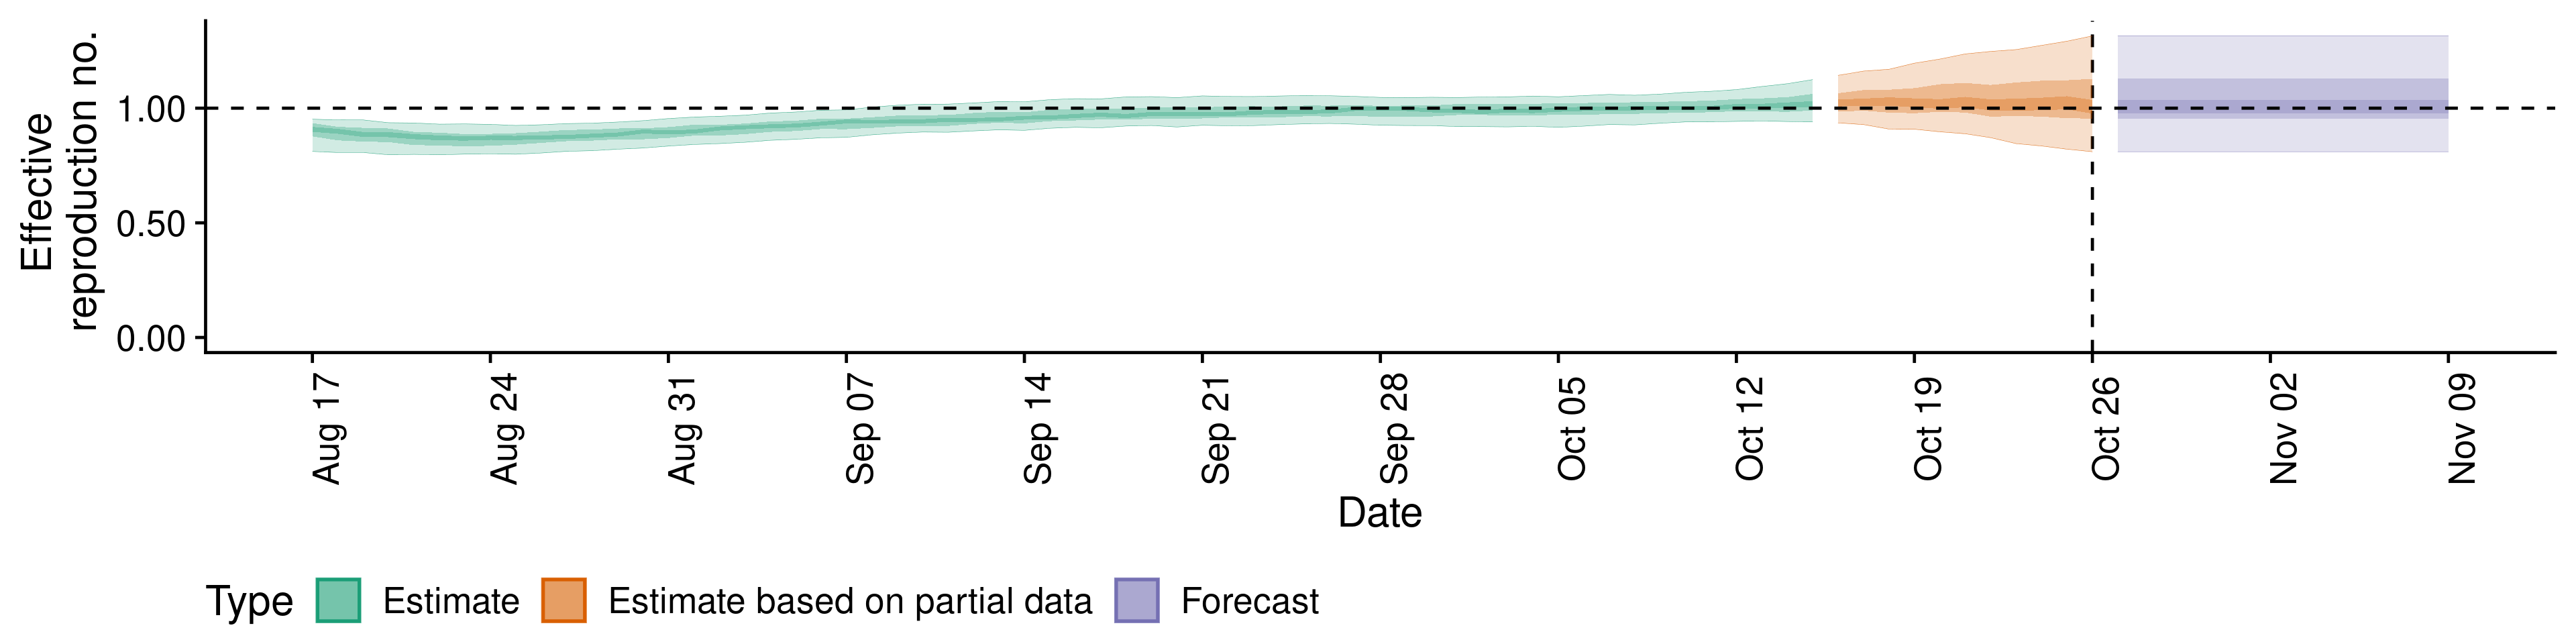 Effective
reproduction no.
1.00
0.50
0.00
Aug 17
Aug 24
Aug 31
Sep 07
Sep 14
Sep 21
Sep 28
Oct 05
Oct 12
Oct 19
Oct 26
Nov 02
Nov 09
Date
Type Estimate Estimate based on partial data Forecast